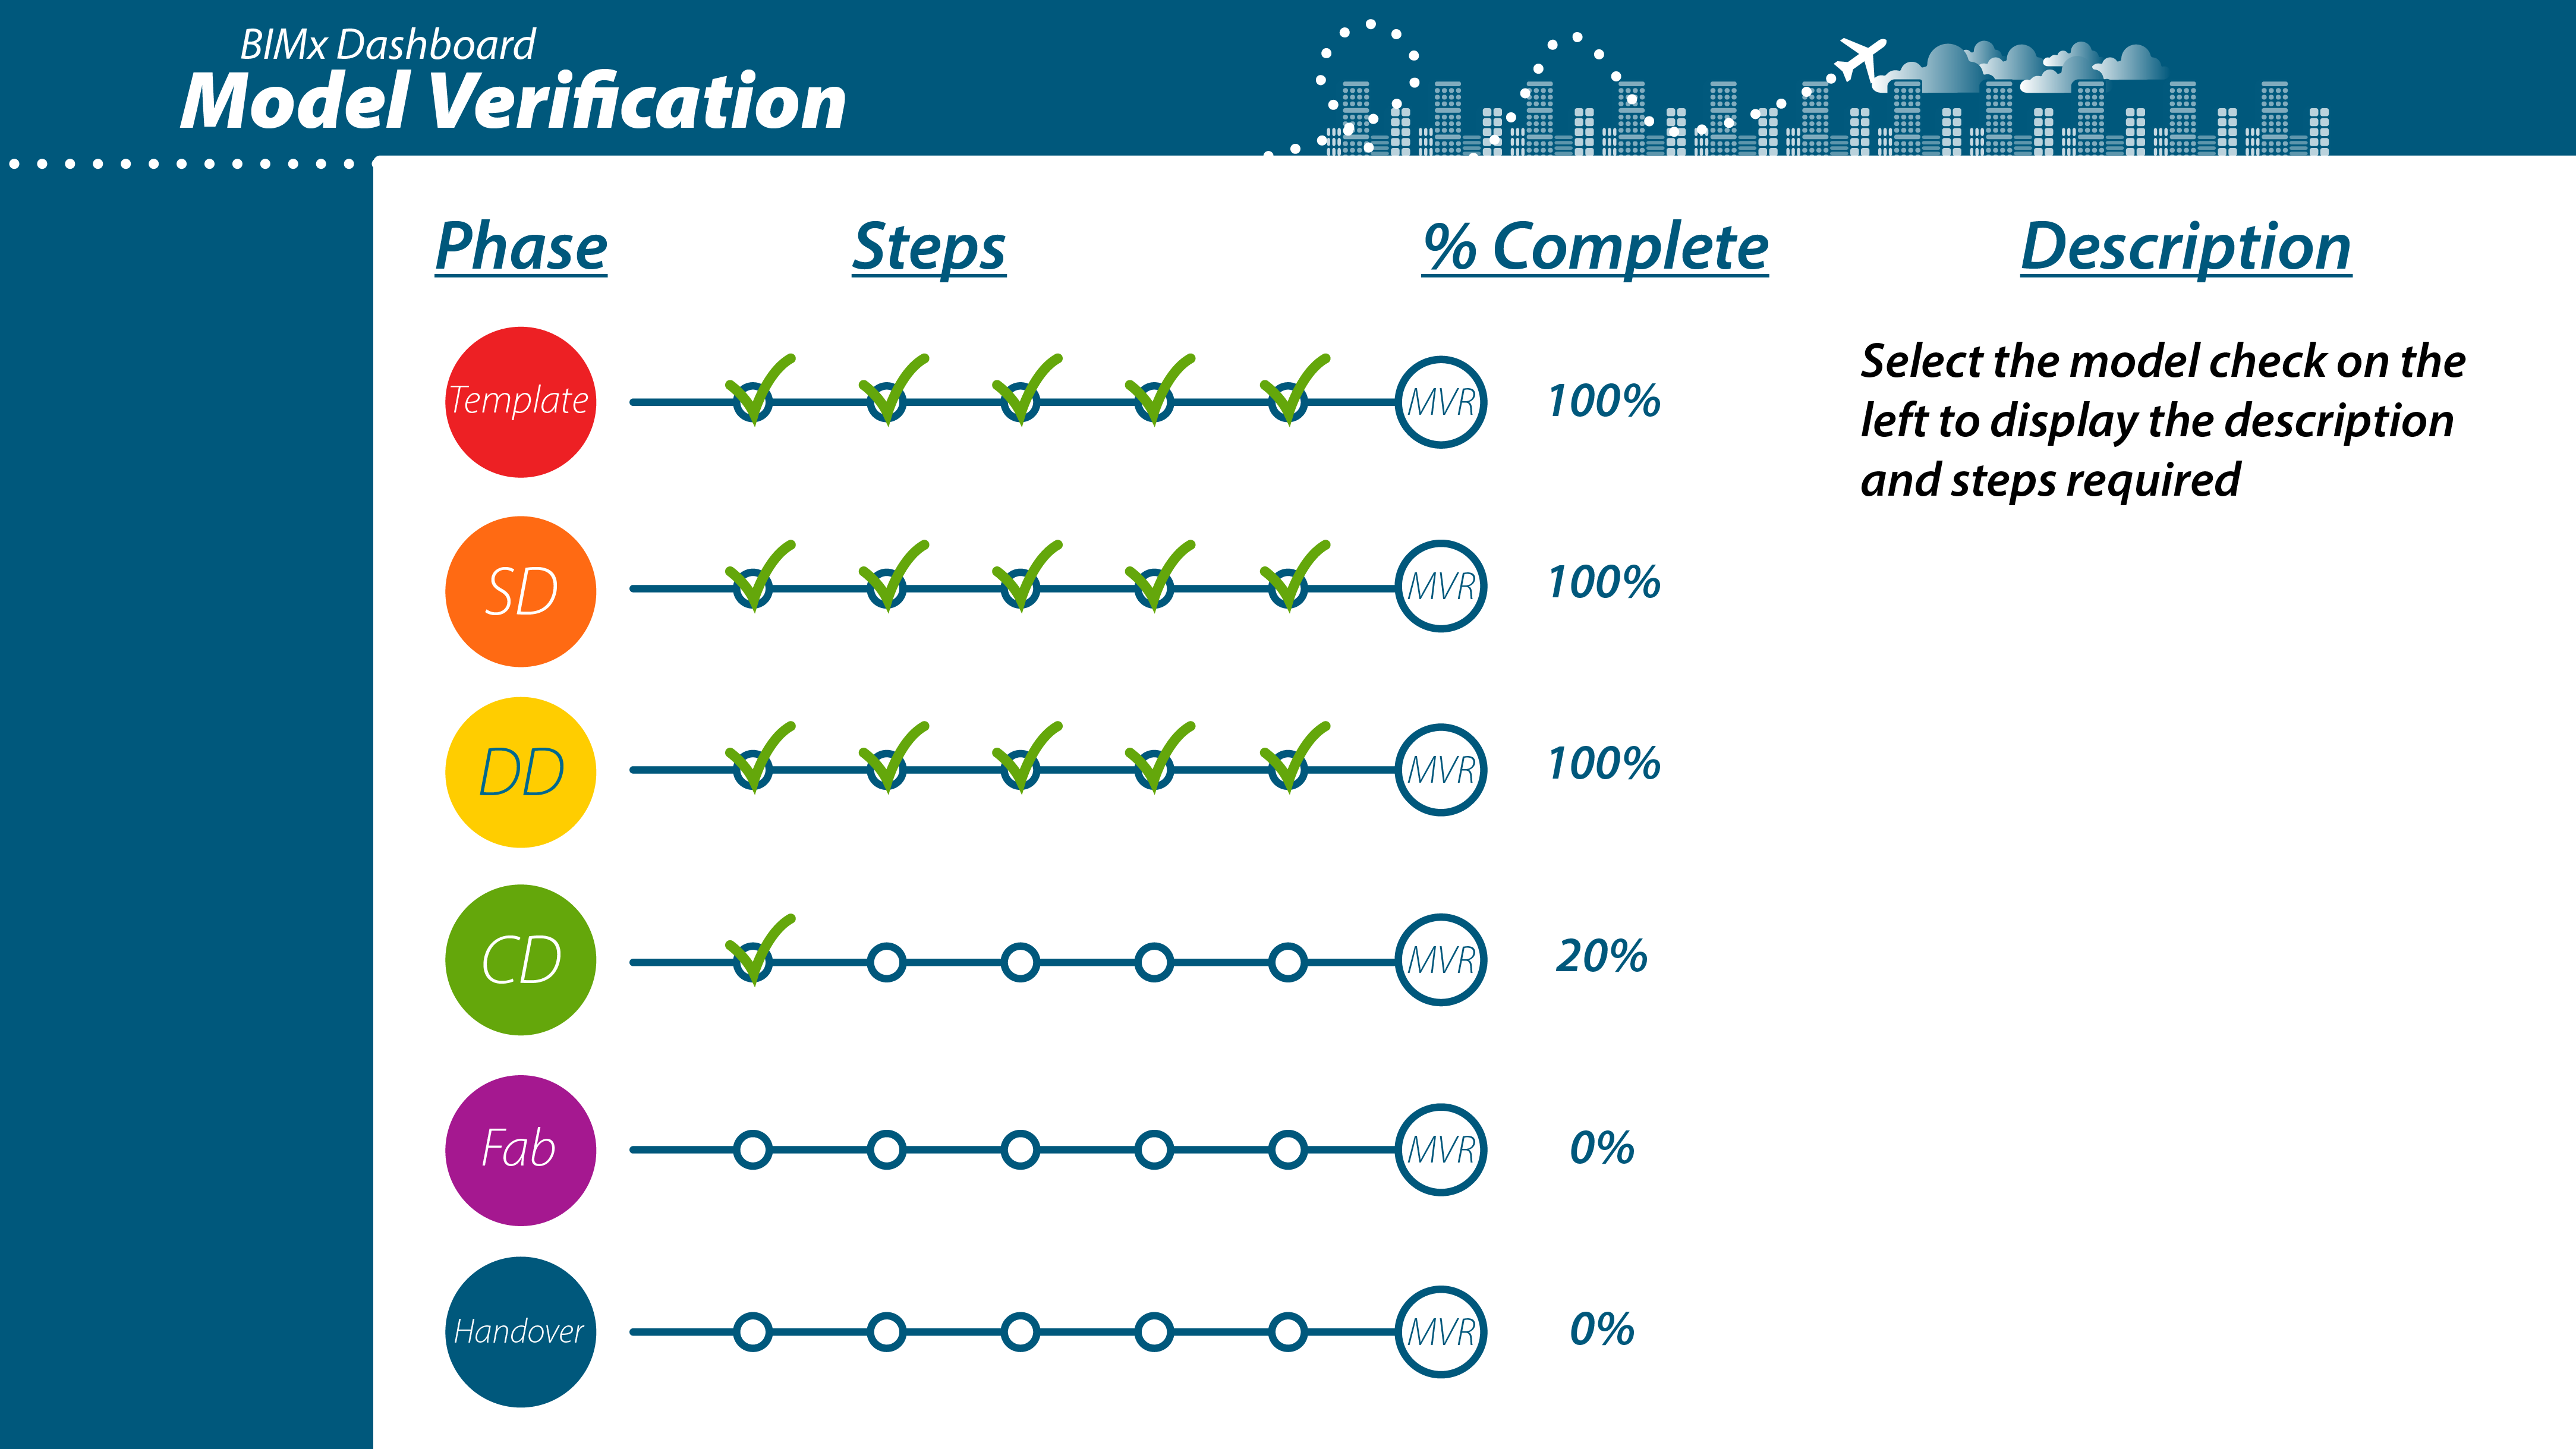 BIMx Dashboard
Model Verification
Phase Steps % Complete Description
Template MVR 100%
Select the model check on the
left to display the description
and steps required
SD MVR 100%
DD MVR 100%
CD MVR 20%
Fab MVR 0%
Handover MVR 0%